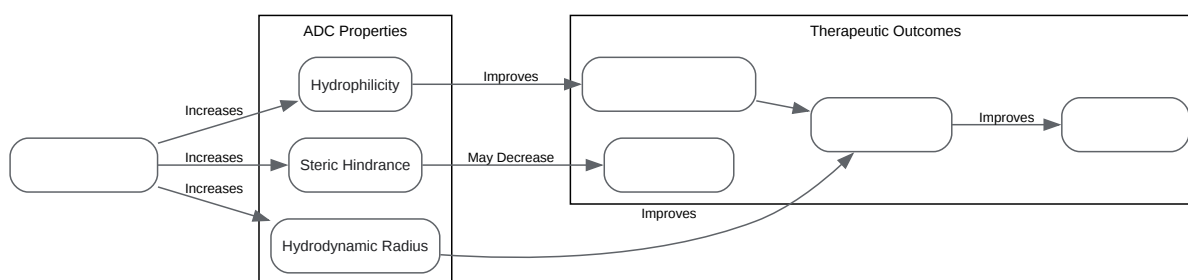 ADC Properties
Therapeutic Outcomes
Hydrophilicity
Improves
Increases
Improves
Increases
Steric Hindrance
May Decrease
Increases
Improves
Hydrodynamic Radius